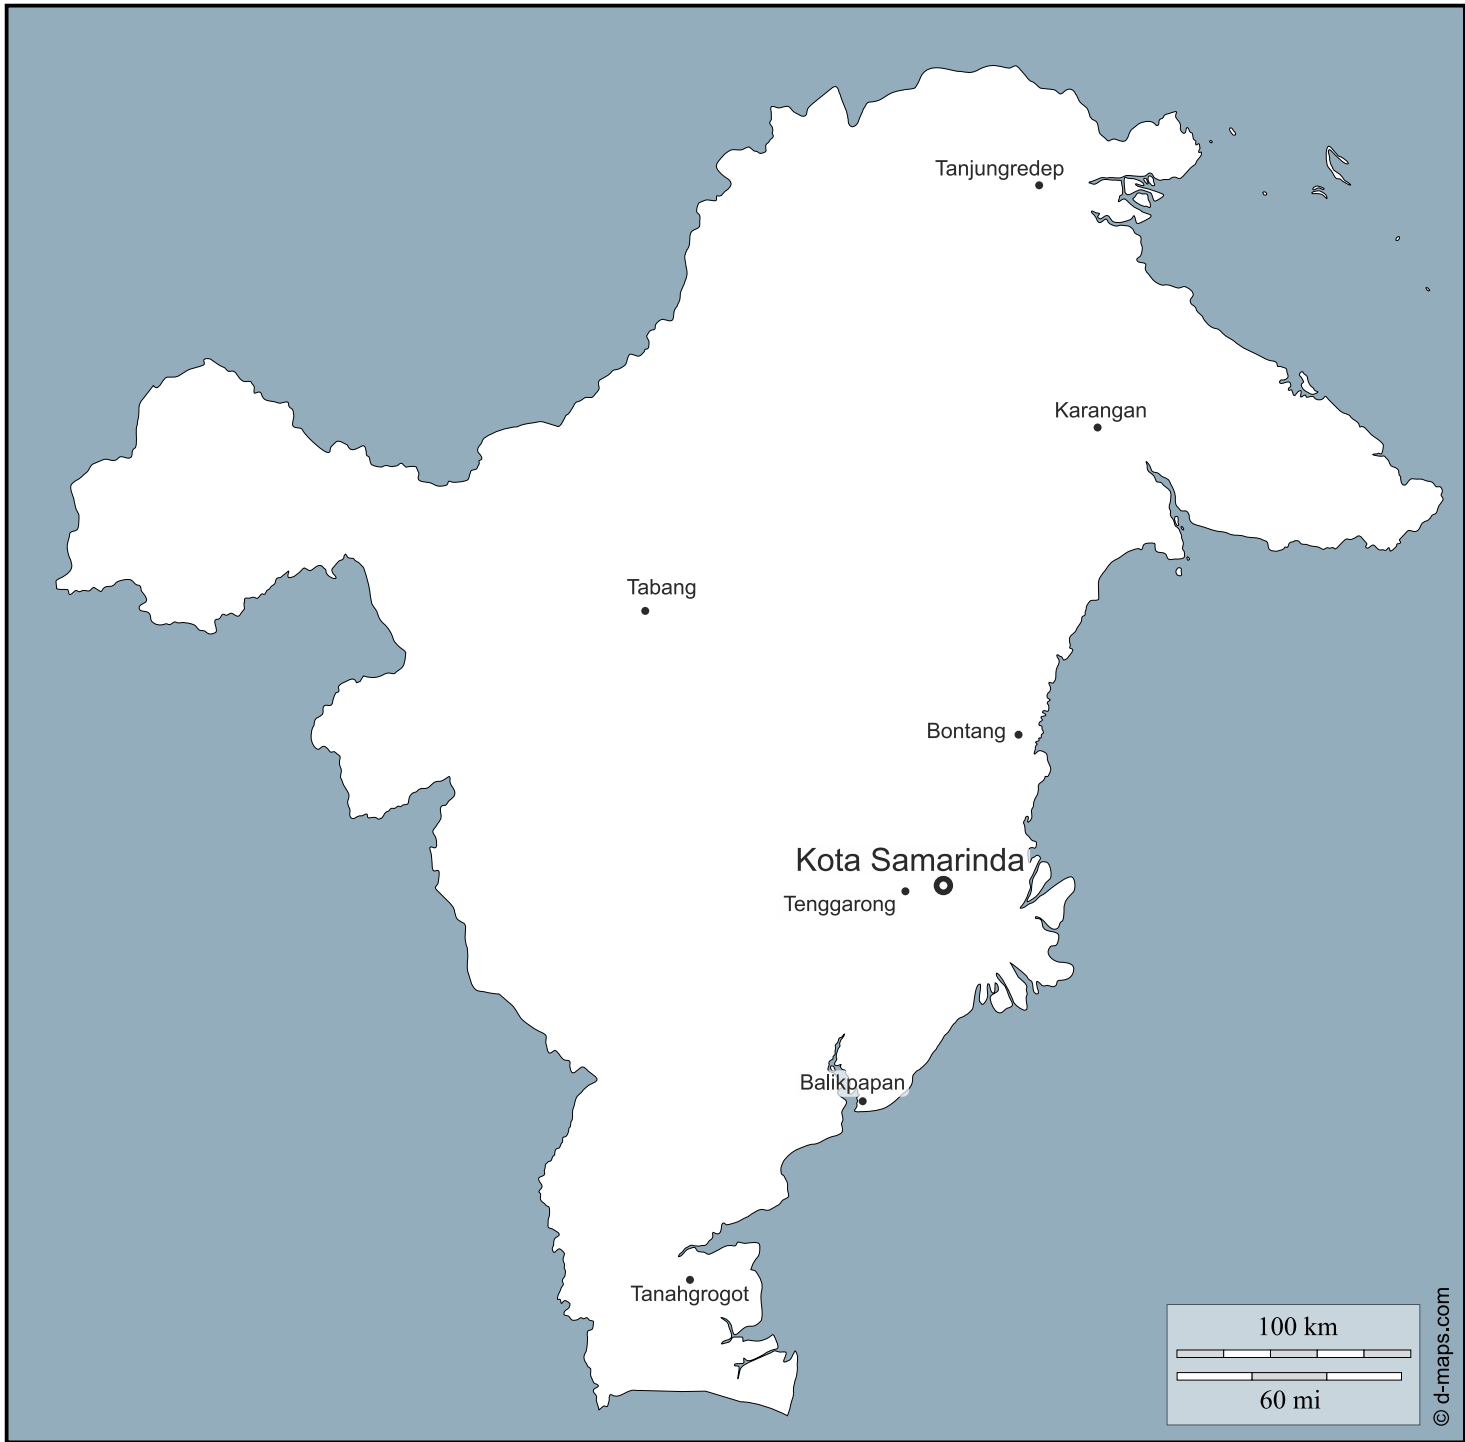 Tanjungredep
Karangan
Tabang
Bontang
Kota Samarinda
Tenggarong
Balikpapan
Tanahgrogot
100 km
60 mi
© d-maps.com